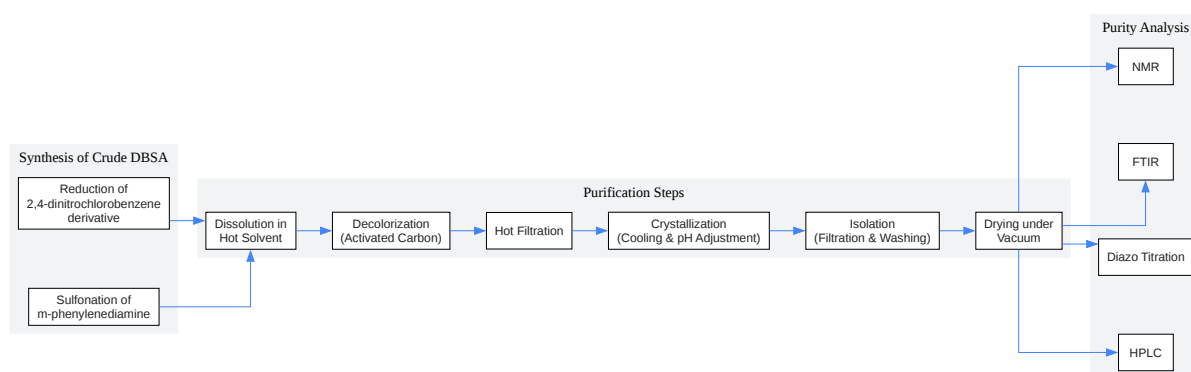 Synthesis of Crude DBSA
Reduction of
2,4-dinitrochlorobenzene
derivative
Sulfonation of
m-phenylenediamine
Purification Steps
Dissolution in
Hot Solvent
Decolorization
(Activated Carbon)
Hot Filtration
Crystallization
(Cooling & pH Adjustment)
Isolation
(Filtration & Washing)
Drying under
Vacuum
Purity Analysis
NMR
FTIR
Diazo Titration
HPLC